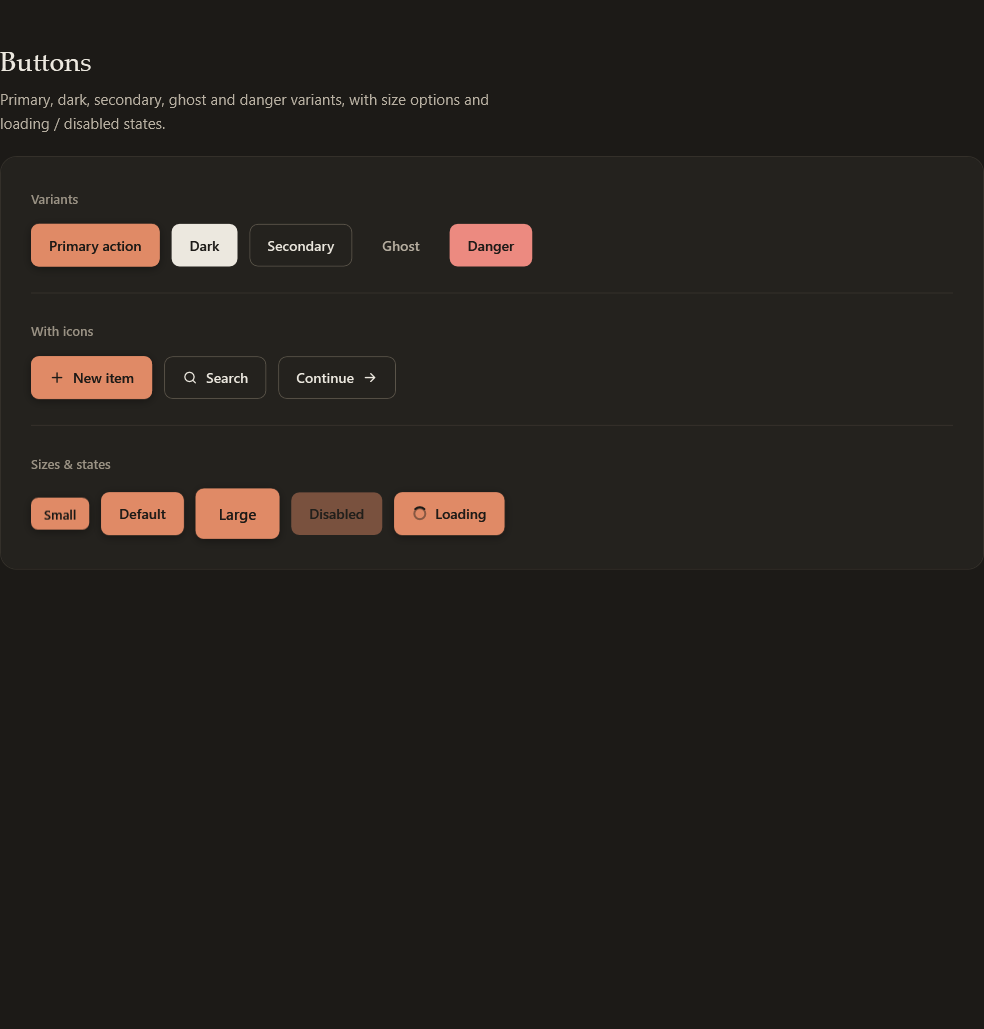 Buttons
Primary, dark, secondary, ghost and danger variants, with size options and
loading / disabled states.
Variants
Primary action Dark Secondary Ghost Danger
With icons
New item Search Continue
Sizes & states
Small Default Large Disabled Loading